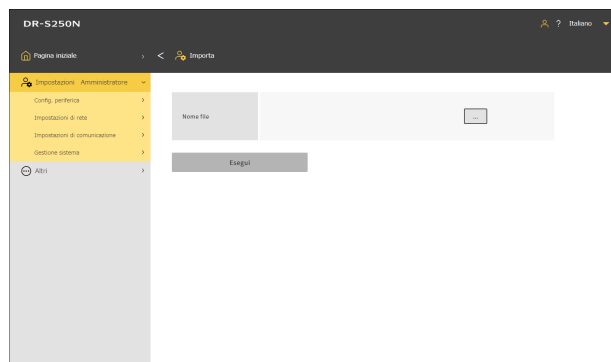 DR-S250N
? Italiano
Pagina iniziale
Importa
Impostazioni Amministratore
Config. periferica
Impostazioni di rete
Impostazioni di comunicazione
Gestione sistema
Altri
Nome file
...
Esegui